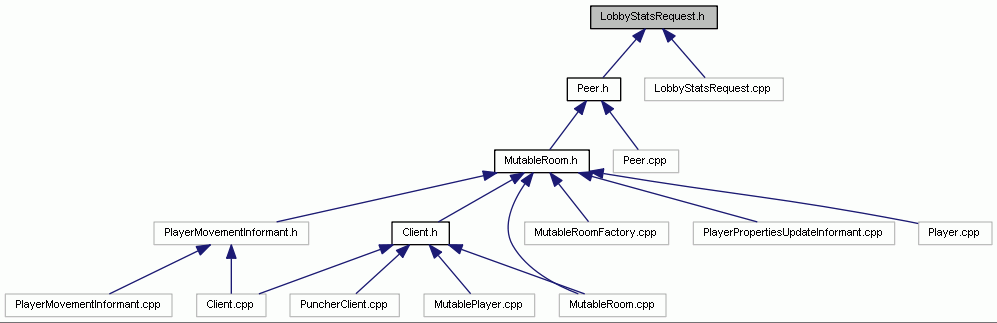 LobbyStatsRequest.h
Peer.h
LobbyStatsRequest.cpp
MutableRoom.h
Peer.cpp
PlayerMovementInformant.h
Client.h
MutableRoomFactory.cpp
PlayerPropertiesUpdateInformant.cpp
Player.cpp
PlayerMovementInformant.cpp
Client.cpp
PuncherClient.cpp
MutablePlayer.cpp
MutableRoom.cpp